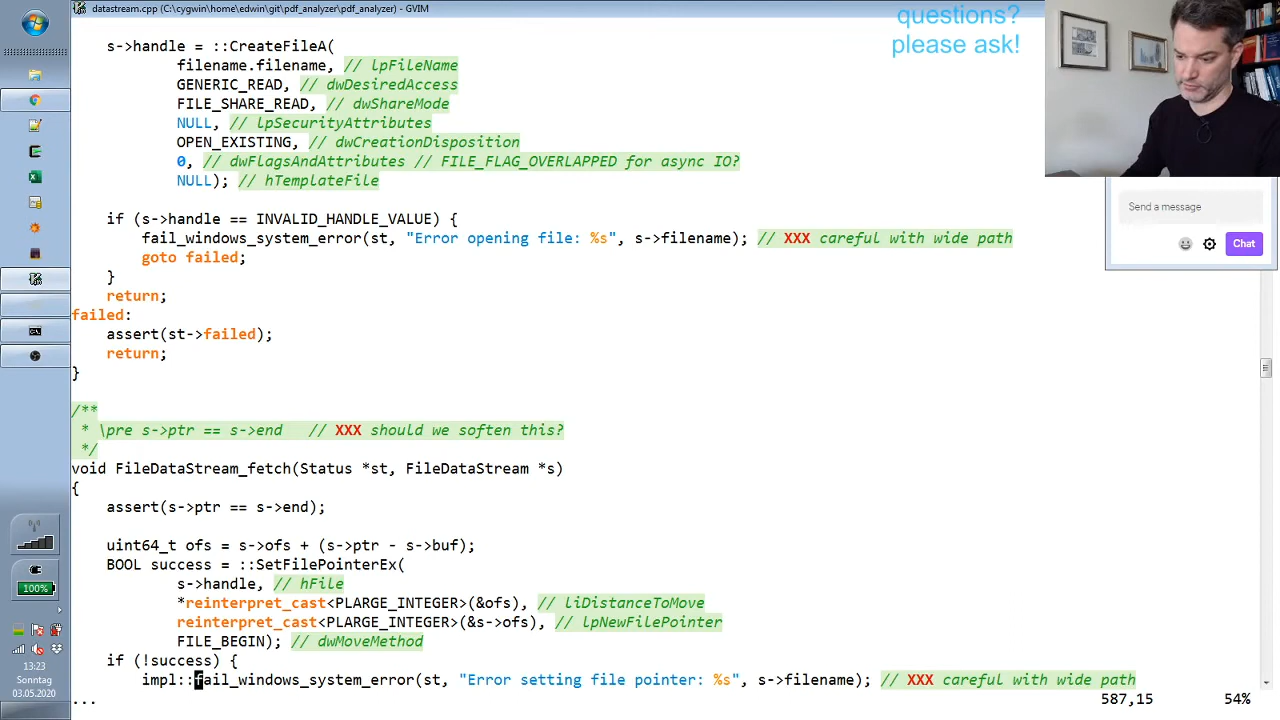 datastream.cpp (C:\cygwin\home\edwin\git\pdf_analyzer\pdf_analyzer) - GVIM
questions?
please ask!
s->handle = ::CreateFileA(
filename.filename, // lpFileName
GENERIC_READ, // dwDesiredAccess
FILE_SHARE_READ, // dwShareMode
NULL, // lpSecurityAttributes
OPEN_EXISTING, // dwCreationDisposition
0, // dwFlagsAndAttributes // FILE_FLAG_OVERLAPPED for async IO?
NULL); // hTemplateFile
if (s->handle == INVALID_HANDLE_VALUE) {
fail_windows_system_error(st, "Error opening file: %s", s->filename); // XXX careful with wide path
goto failed;
}
return;
failed:
assert(st->failed);
return;
}
/**
* \pre s->ptr == s->end // XXX should we soften this?
*/
void FileDataStream_fetch(Status *st, FileDataStream *s)
{
assert(s->ptr == s->end);
uint64_t ofs = s->ofs + (s->ptr - s->buf);
BOOL success = ::SetFilePointerEx(
s->handle, // hFile
*reinterpret_cast<PLARGE_INTEGER>(&ofs), // liDistanceToMove
reinterpret_cast<PLARGE_INTEGER>(&s->ofs), // lpNewFilePointer
FILE_BEGIN); // dwMoveMethod
if (!success) {
impl::fail_windows_system_error(st, "Error setting file pointer: %s", s->filename); // XXX careful with wide path
...
587,15
54%
Send a message
Chat
100%
13:23
Sonntag
03.05.2020